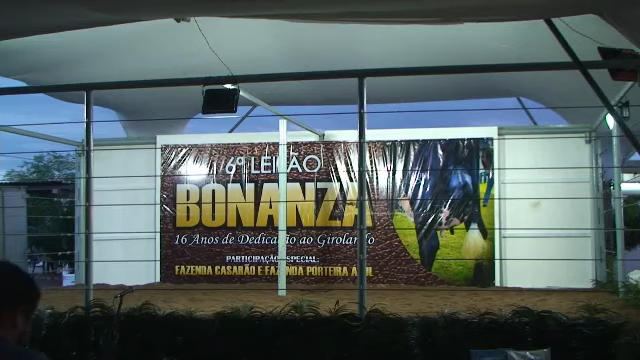 6º LEILÃO
BONANZA
16 Anos de Dedicação ao Girolando
PARTICIPAÇÃO ESPECIAL:
FAZENDA CASARÃO E FAZENDA PORTEIRA AZUL